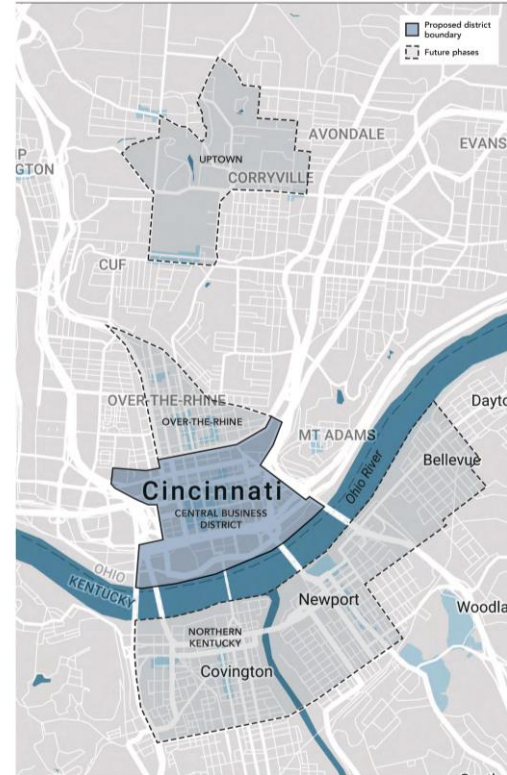 Proposed district
boundary
Future phases
AVONDALE
EVANS
UPTOWN
CORRYVILLE
P
GTON
CUF
OVER-THE-RHINE
OVER-THE-RHINE
MT ADAMS
Dayto
Bellevue
Ohio River
Cincinnati
CENTRAL BUSINESS
DISTRICT
OHIO
KENTUCKY
Newport
Woodla
NORTHERN
KENTUCKY
Covington